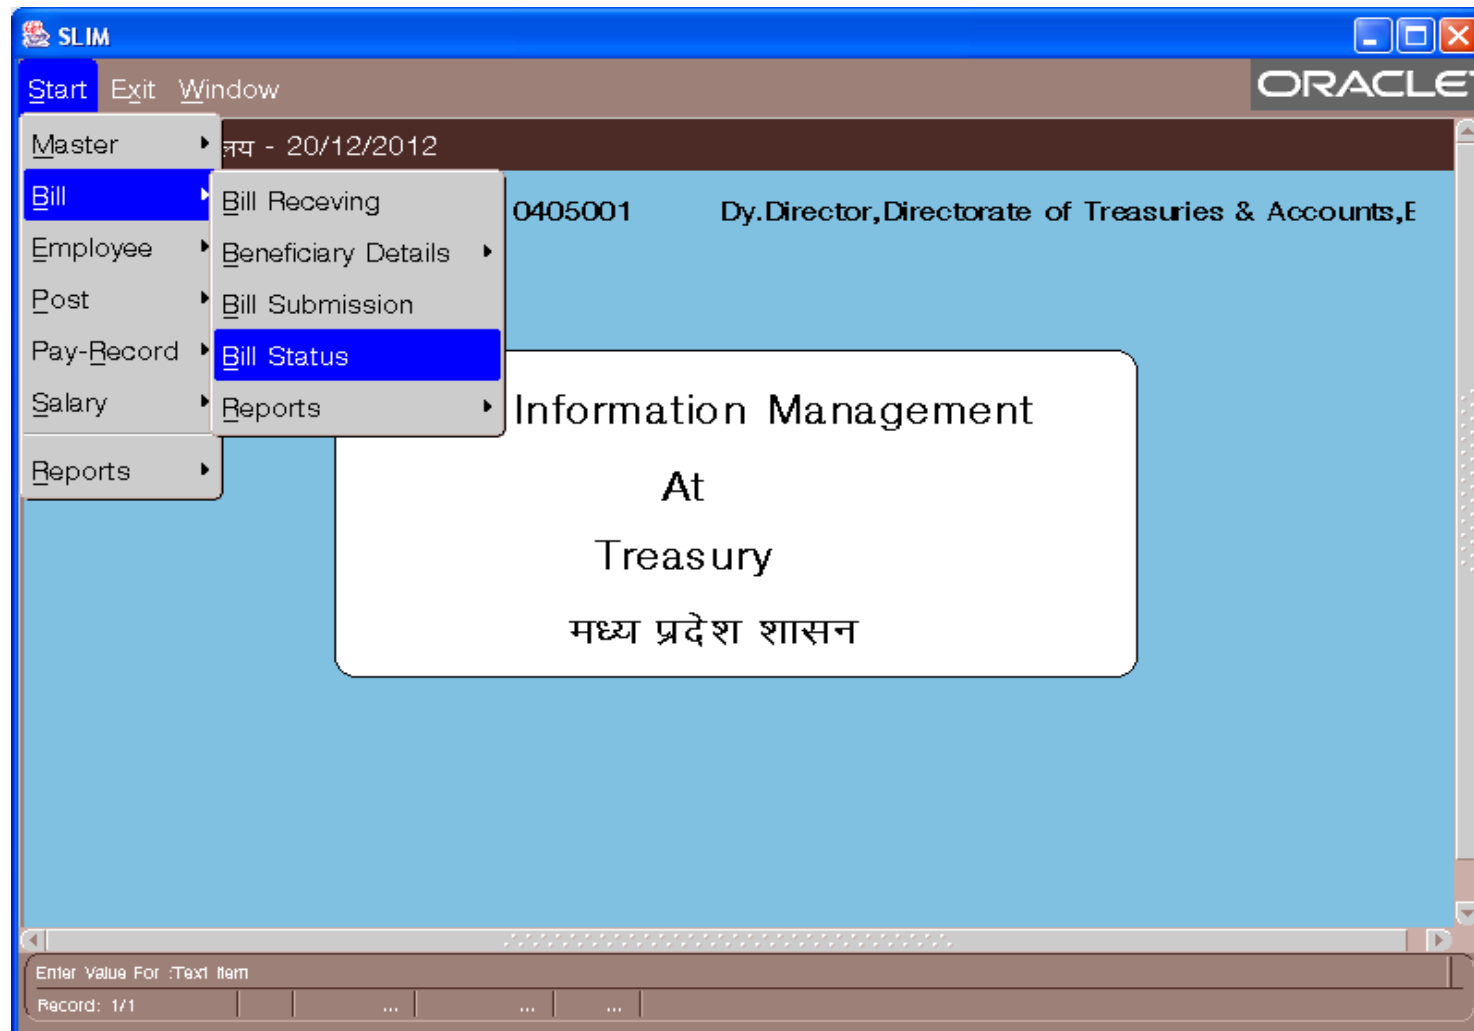 SLIM
Start Exit Window
ORACLE
Master
लय - 20/12/2012
Bill
Bill Receving
0405001 Dy.Director,Directorate of Treasuries & Accounts,E
Employee
Beneficiary Details
Post
Bill Submission
Pay-Record
Bill Status
Salary
Reports
Information Management
Reports
At
Treasury
मध्य प्रदेश शासन
Enter Value For :Text Item
Record: 1/1 ... ... ...